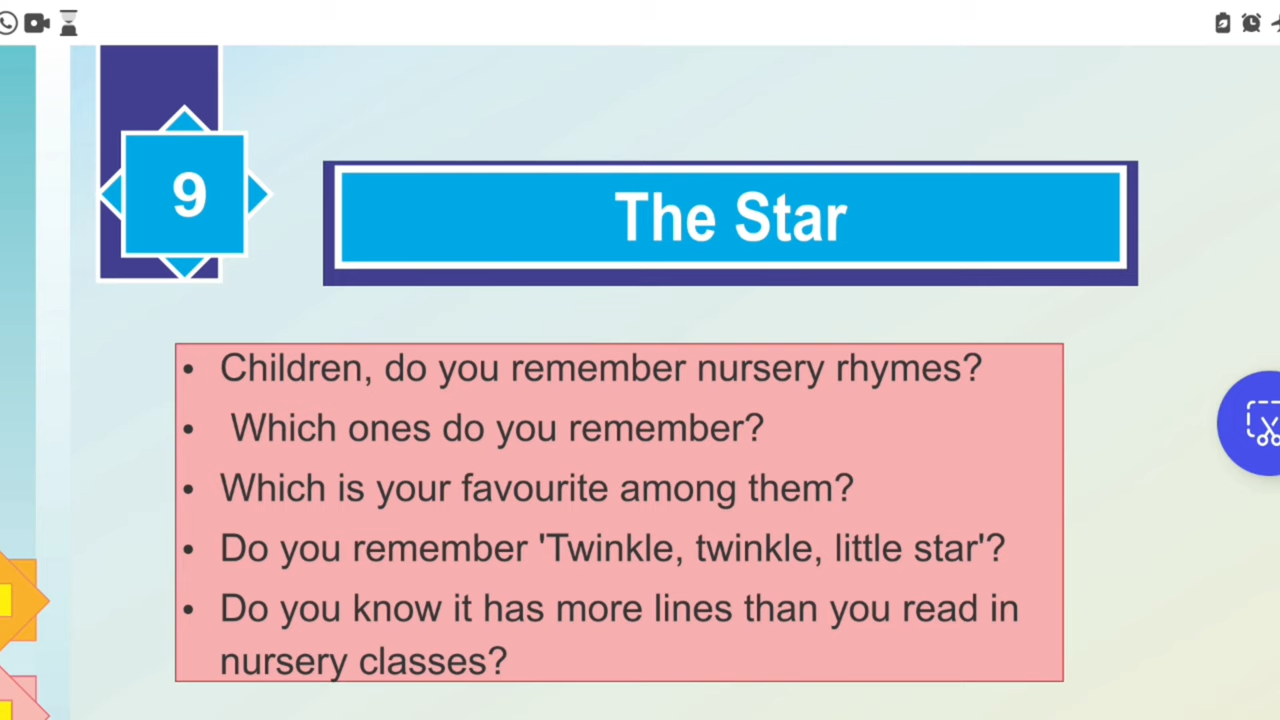 9
The Star
• Children, do you remember nursery rhymes?
• Which ones do you remember?
• Which is your favourite among them?
• Do you remember 'Twinkle, twinkle, little star'?
• Do you know it has more lines than you read in
nursery classes?